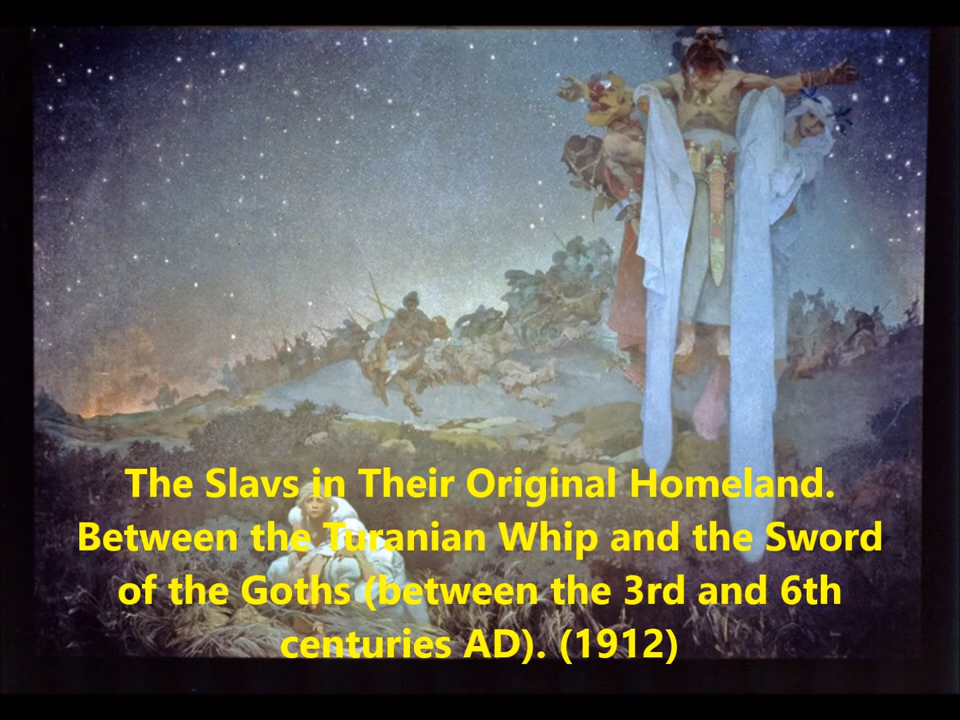 The Slavs in Their Original Homeland.
Between the Turanian Whip and the Sword
of the Goths (between the 3rd and 6th
centuries AD). (1912)